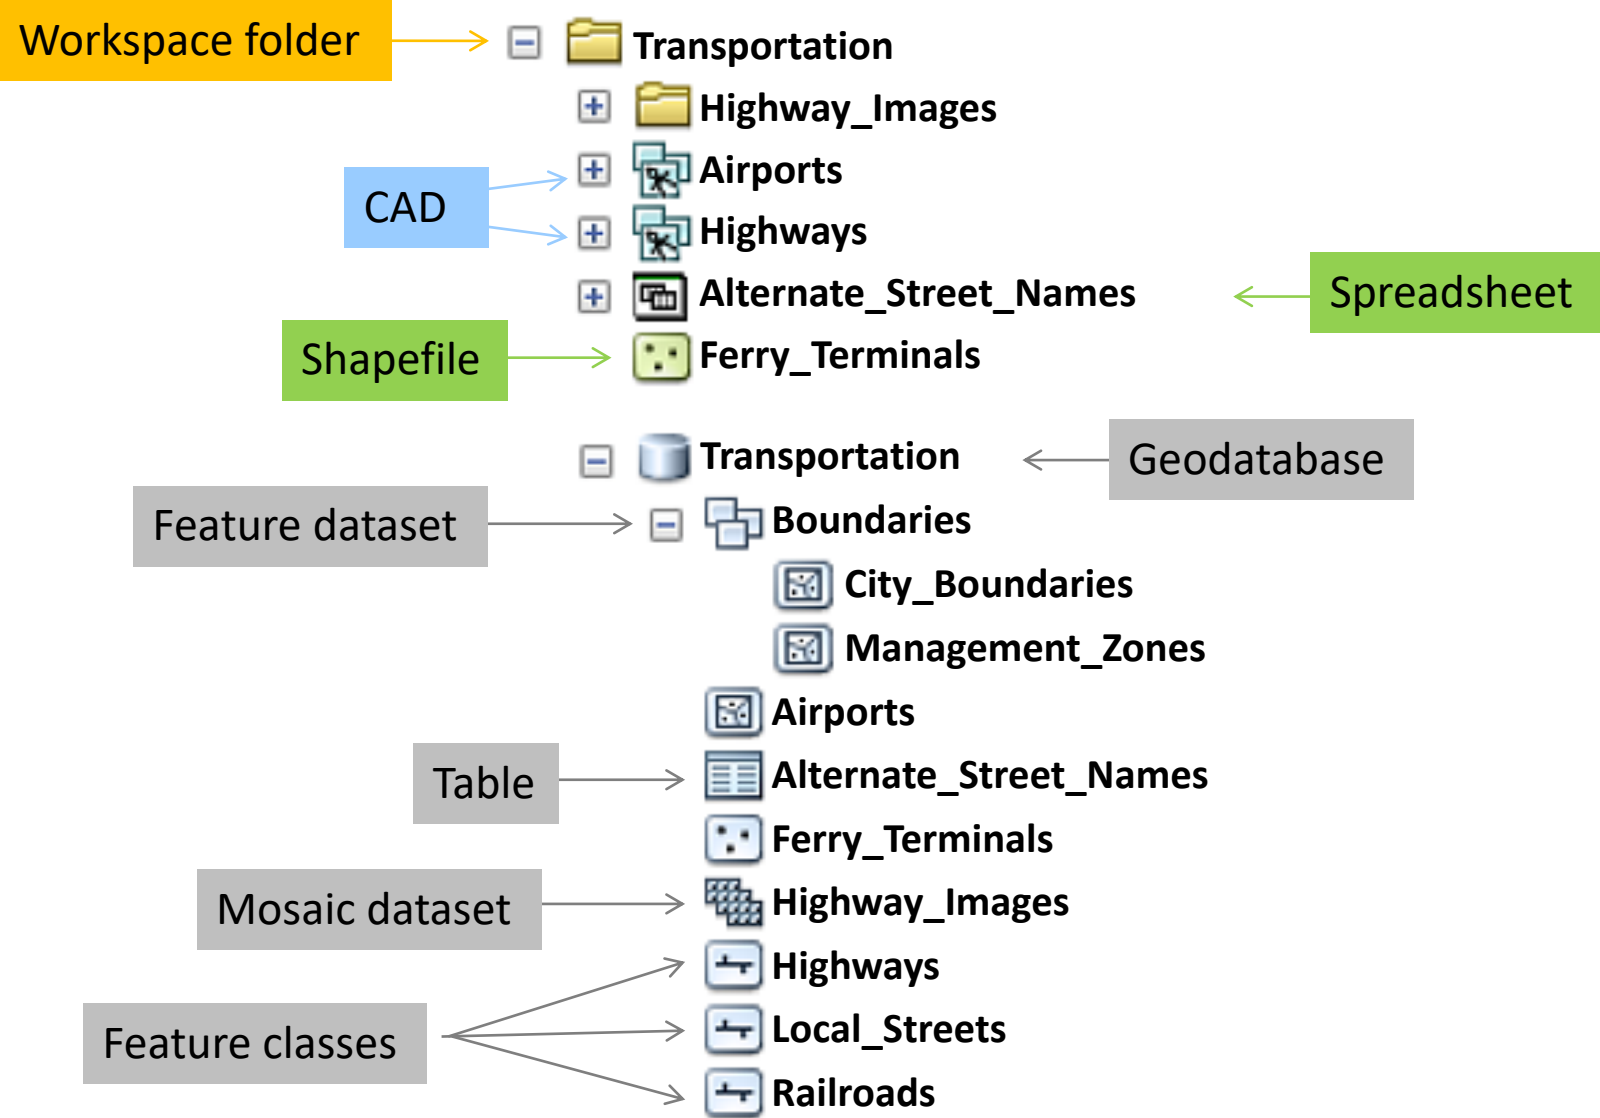 Workspace folder
Transportation
Highway_Images
Airports
CAD
Highways
Alternate_Street_Names
Spreadsheet
Shapefile
Ferry_Terminals
Transportation
Geodatabase
Feature dataset
Boundaries
City_Boundaries
Management_Zones
Airports
Table
Alternate_Street_Names
Ferry_Terminals
Mosaic dataset
Highway_Images
Highways
Feature classes
Local_Streets
Railroads